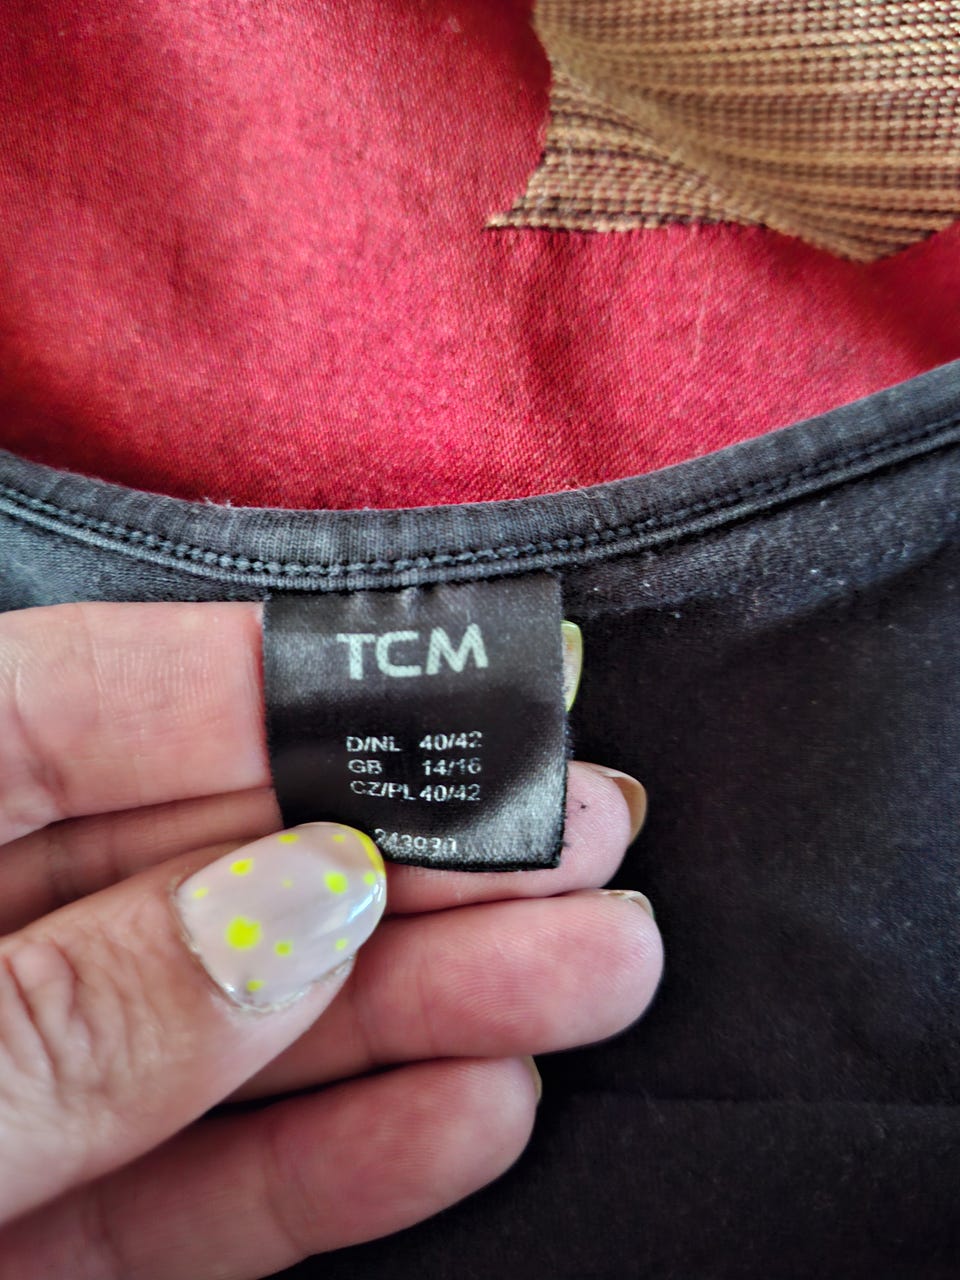 TCM
D/NL 40/42
GB 14/16
CZ/PL 40/42